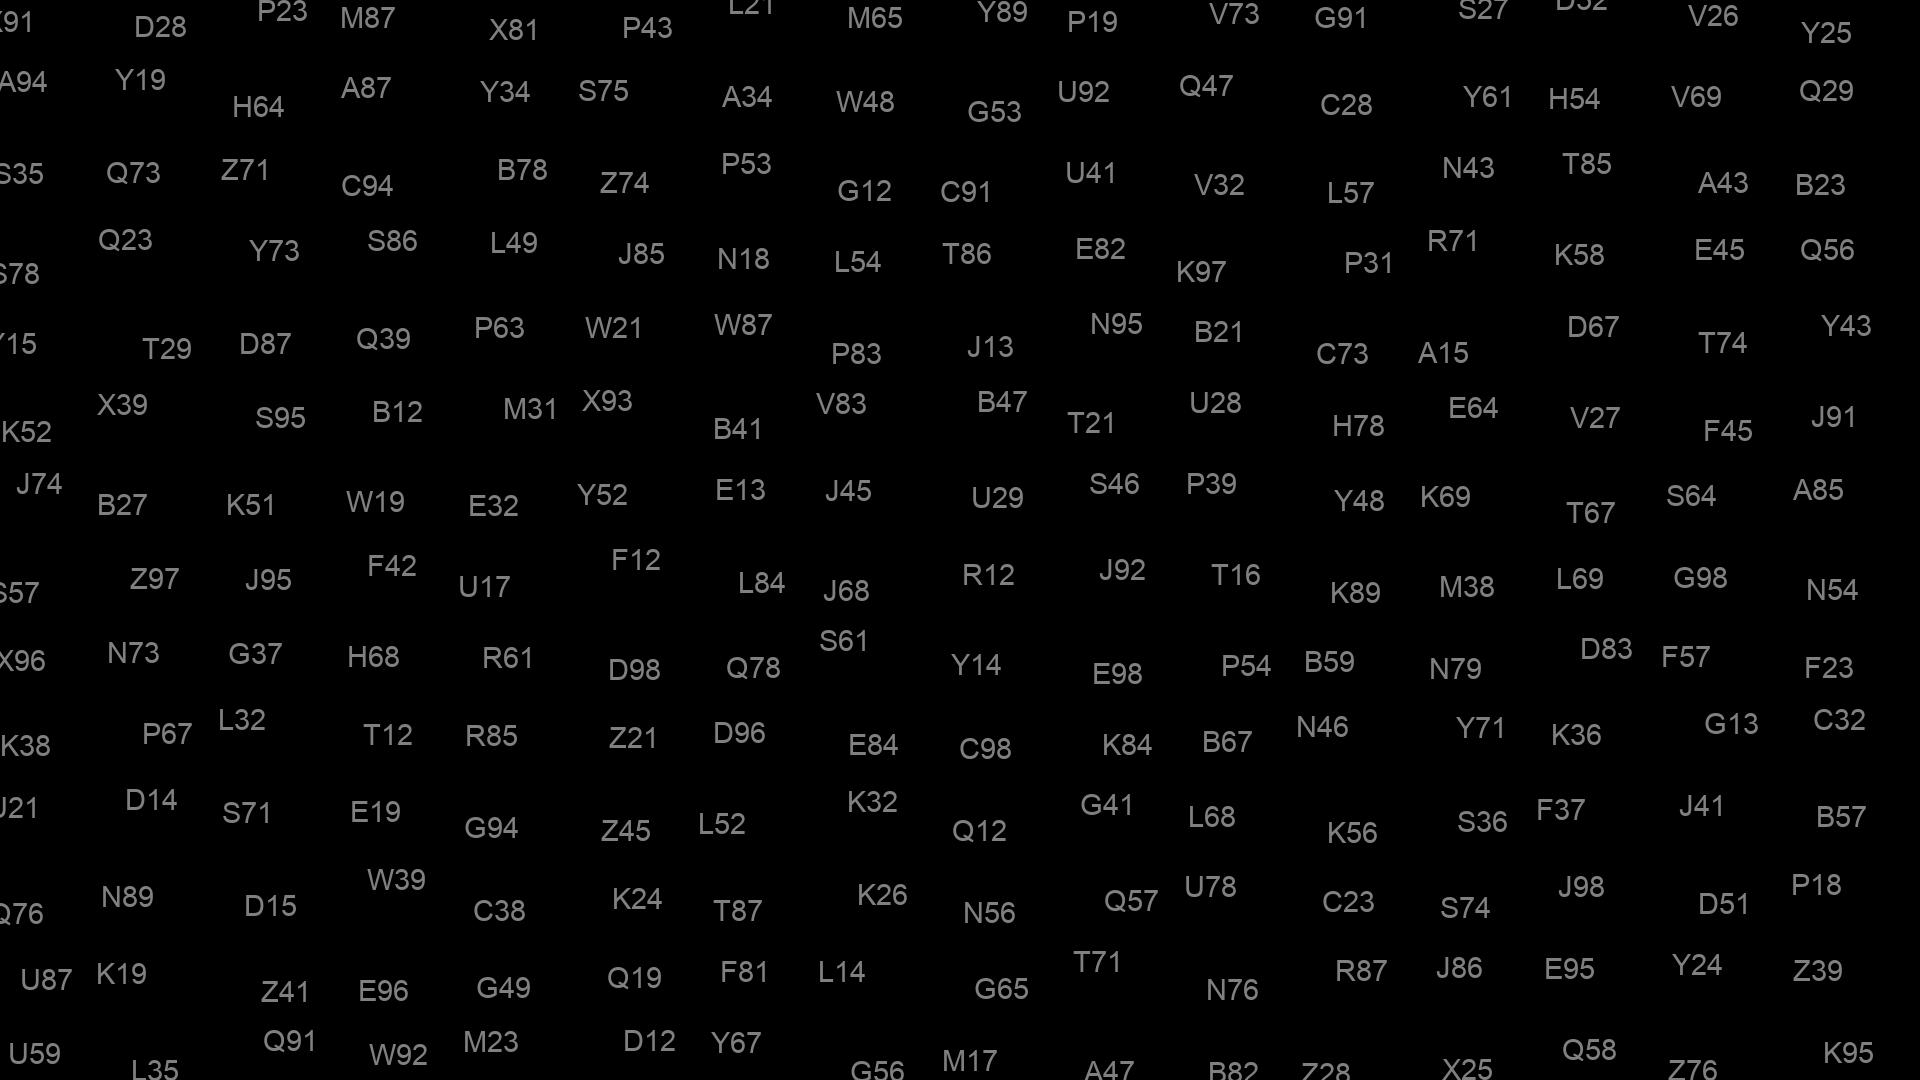 D28 P23 M87 X81 P43 L21 M65 Y89 P19 V73 G91 S27 D52 V26 Y25
A94 Y19 H64 A87 Y34 S75 A34 W48 G53 U92 Q47 C28 Y61 H54 V69 Q29
S35 Q73 Z71 C94 B78 Z74 P53 G12 C91 U41 V32 L57 N43 T85 A43 B23
S78 Q23 Y73 S86 L49 J85 N18 L54 T86 E82 K97 P31 R71 K58 E45 Q56
Y15 T29 D87 Q39 P63 W21 W87 P83 J13 N95 B21 C73 A15 D67 T74 Y43
K52 X39 S95 B12 M31 X93 B41 V83 B47 T21 U28 H78 E64 V27 F45 J91
J74 B27 K51 W19 E32 Y52 E13 J45 U29 S46 P39 Y48 K69 T67 S64 A85
S57 Z97 J95 F42 U17 F12 L84 J68 R12 J92 T16 K89 M38 L69 G98 N54
X96 N73 G37 H68 R61 D98 Q78 S61 Y14 E98 P54 B59 N79 D83 F57 F23
K38 P67 L32 T12 R85 Z21 D96 E84 C98 K84 B67 N46 Y71 K36 G13 C32
D14 S71 E19 G94 Z45 L52 K32 Q12 G41 L68 K56 S36 F37 J41 B57
Q76 N89 D15 W39 C38 K24 T87 K26 N56 Q57 U78 C23 S74 J98 D51 P18
U87 K19 Z41 E96 G49 Q19 F81 L14 G65 T71 N76 R87 J86 E95 Y24 Z39
U59 L35 Q91 W92 M23 D12 Y67 G56 M17 A47 B82 Z28 X25 Q58 Z76 K95